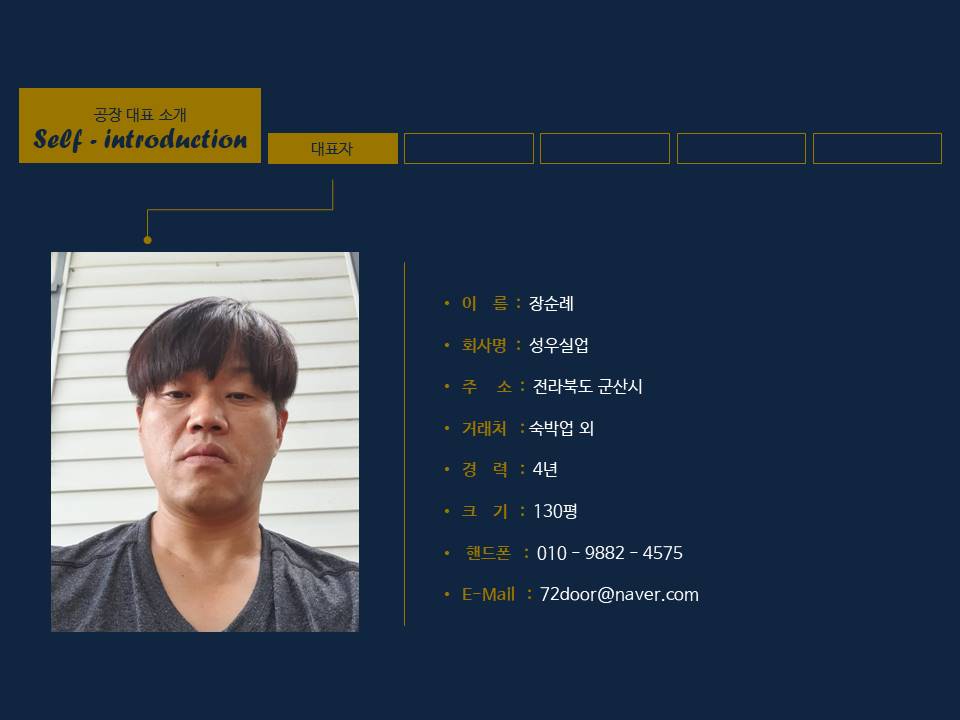 공장 대표 소개
Self - introduction
대표자
• 이 름 : 장순례
• 회사명 : 성우실업
• 주 소 : 전라북도 군산시
• 거래처 : 숙박업 외
• 경 력 : 4년
• 크 기 : 130평
• 핸드폰 : 010 – 9882 – 4575
• E-Mail : 72door@naver.com